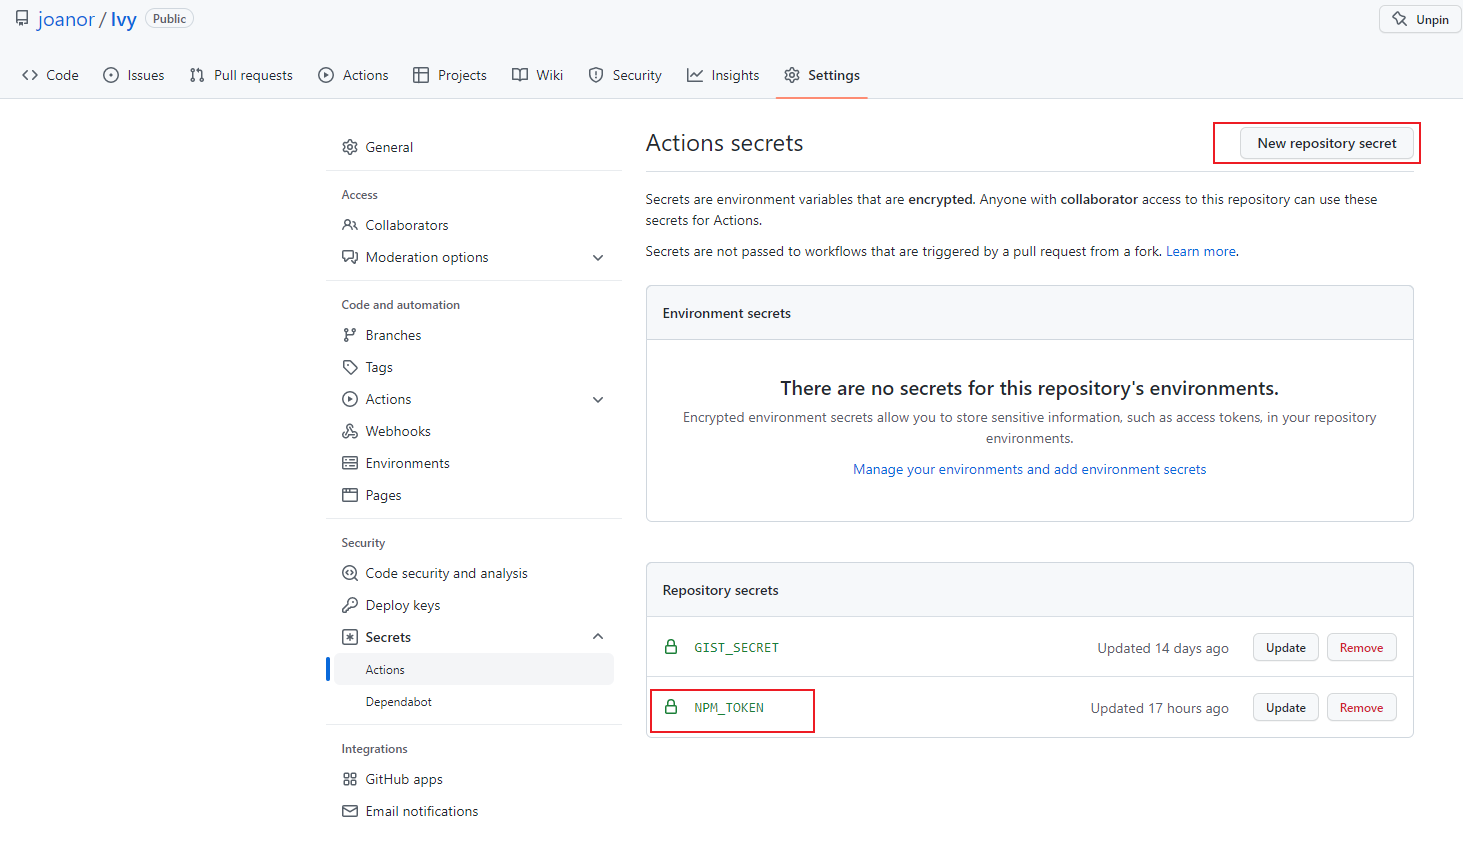 joanor / lvy Public
Unpin
Code Issues Pull requests Actions Projects Wiki Security Insights Settings
General
Access
Collaborators
Moderation options
Code and automation
Branches
Tags
Actions
Webhooks
Environments
Pages
Security
Code security and analysis
Deploy keys
Secrets
Actions
Dependabot
Integrations
GitHub apps
Email notifications
Actions secrets
New repository secret
Secrets are environment variables that are encrypted. Anyone with collaborator access to this repository can use these
secrets for Actions.
Secrets are not passed to workflows that are triggered by a pull request from a fork. Learn more.
Environment secrets
There are no secrets for this repository's environments.
Encrypted environment secrets allow you to store sensitive information, such as access tokens, in your repository
environments.
Manage your environments and add environment secrets
Repository secrets
GIST_SECRET Updated 14 days ago Update Remove
NPM_TOKEN Updated 17 hours ago Update Remove